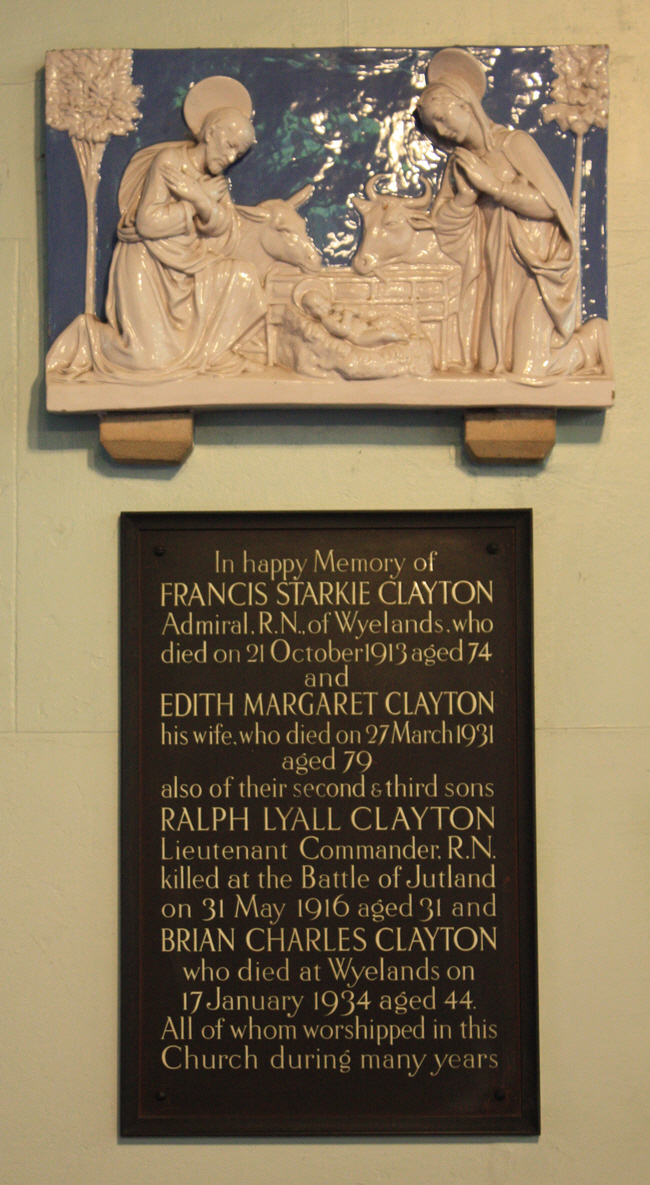 In happy Memory of
FRANCIS STARKIE CLAYTON
Admiral, R.N., of Wyelands, who
died on 21 October 1913 aged 74
and
EDITH MARGARET CLAYTON
his wife, who died on 27 March 1931
aged 79
also of their second & third sons
RALPH LYALL CLAYTON
Lieutenant Commander, R.N.
killed at the Battle of Jutland
on 31 May 1916 aged 31 and
BRIAN CHARLES CLAYTON
who died at Wyelands on
17 January 1934 aged 44.
All of whom worshipped in this
Church during many years